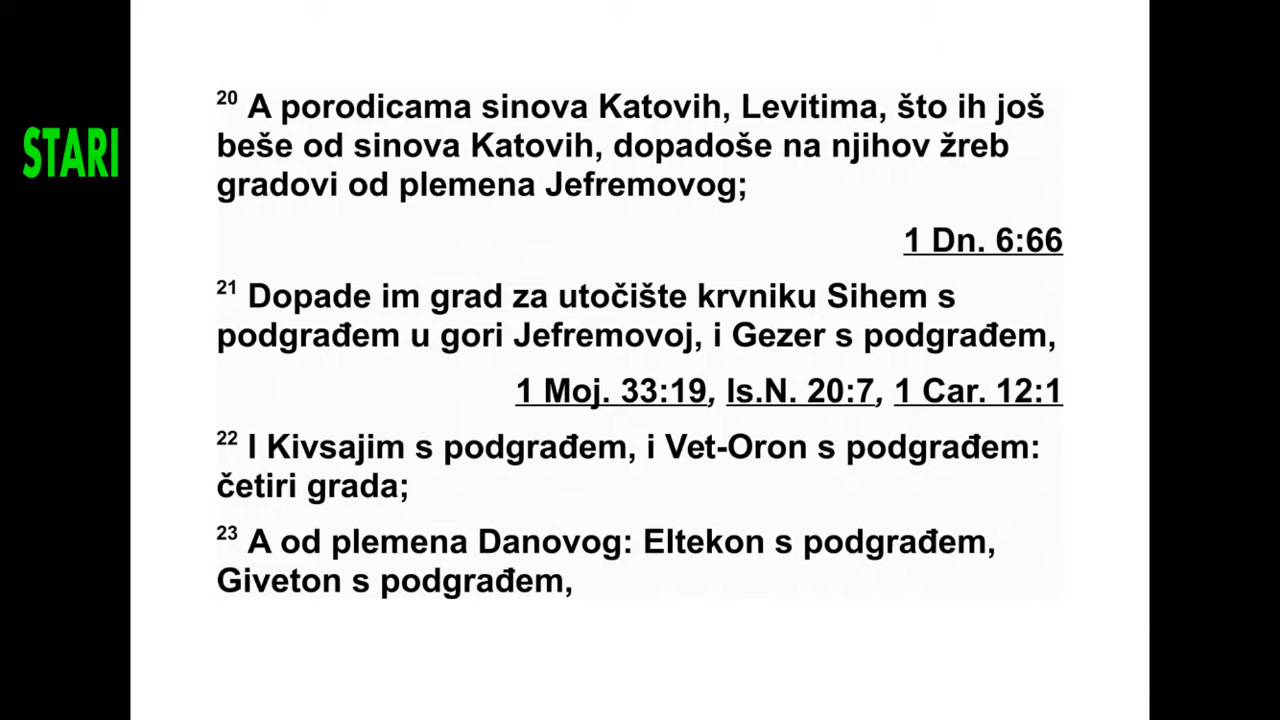 STARI
20 A porodicama sinova Katovih, Levitima, što ih još
beše od sinova Katovih, dopadoše na njihov žreb
gradovi od plemena Jefremovog;
1 Dn. 6:66
21 Dopade im grad za utočište krvniku Sihem s
podgrađem u gori Jefremovoj, i Gezer s podgrađem,
1 Moj. 33:19, Is.N. 20:7, 1 Car. 12:1
22 I Kivsajim s podgrađem, i Vet-Oron s podgrađem:
četiri grada;
23 A od plemena Danovog: Eltekon s podgrađem,
Giveton s podgrađem,